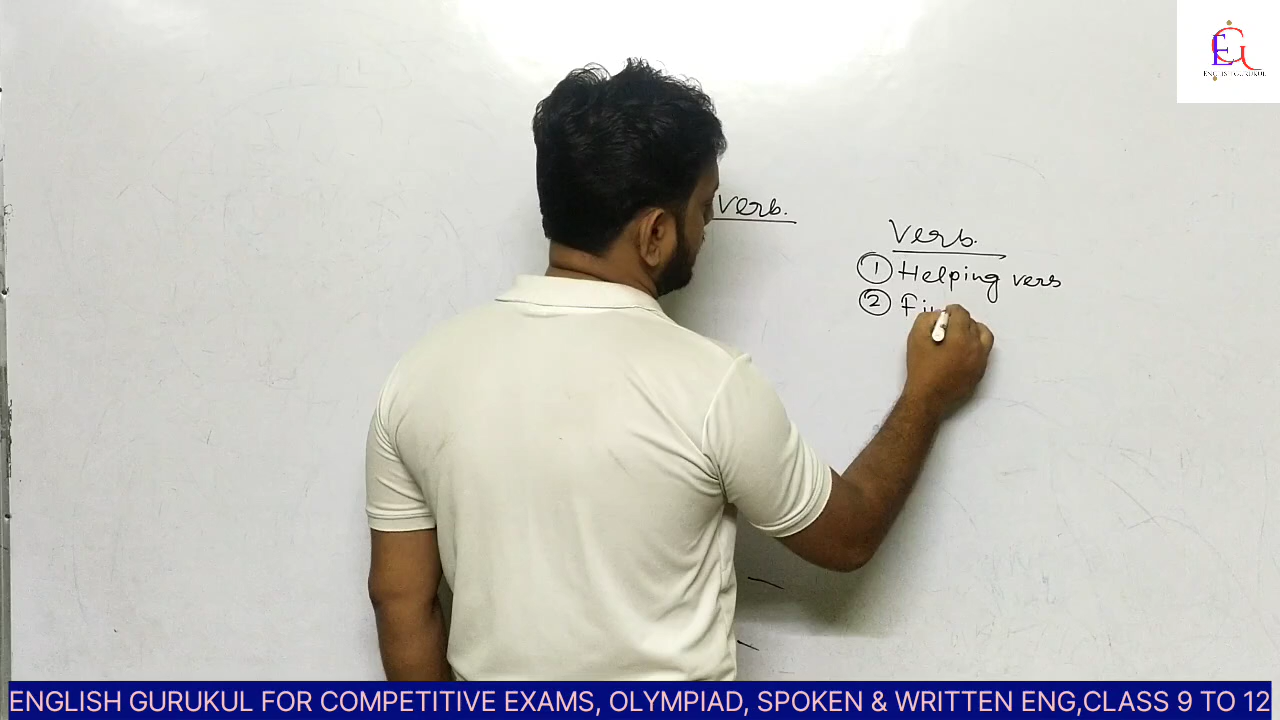 Verb.
Verb.
1 Helping verb
2
ENGLISH GURUKUL FOR COMPETITIVE EXAMS, OLYMPIAD, SPOKEN & WRITTEN ENG,CLASS 9 TO 12